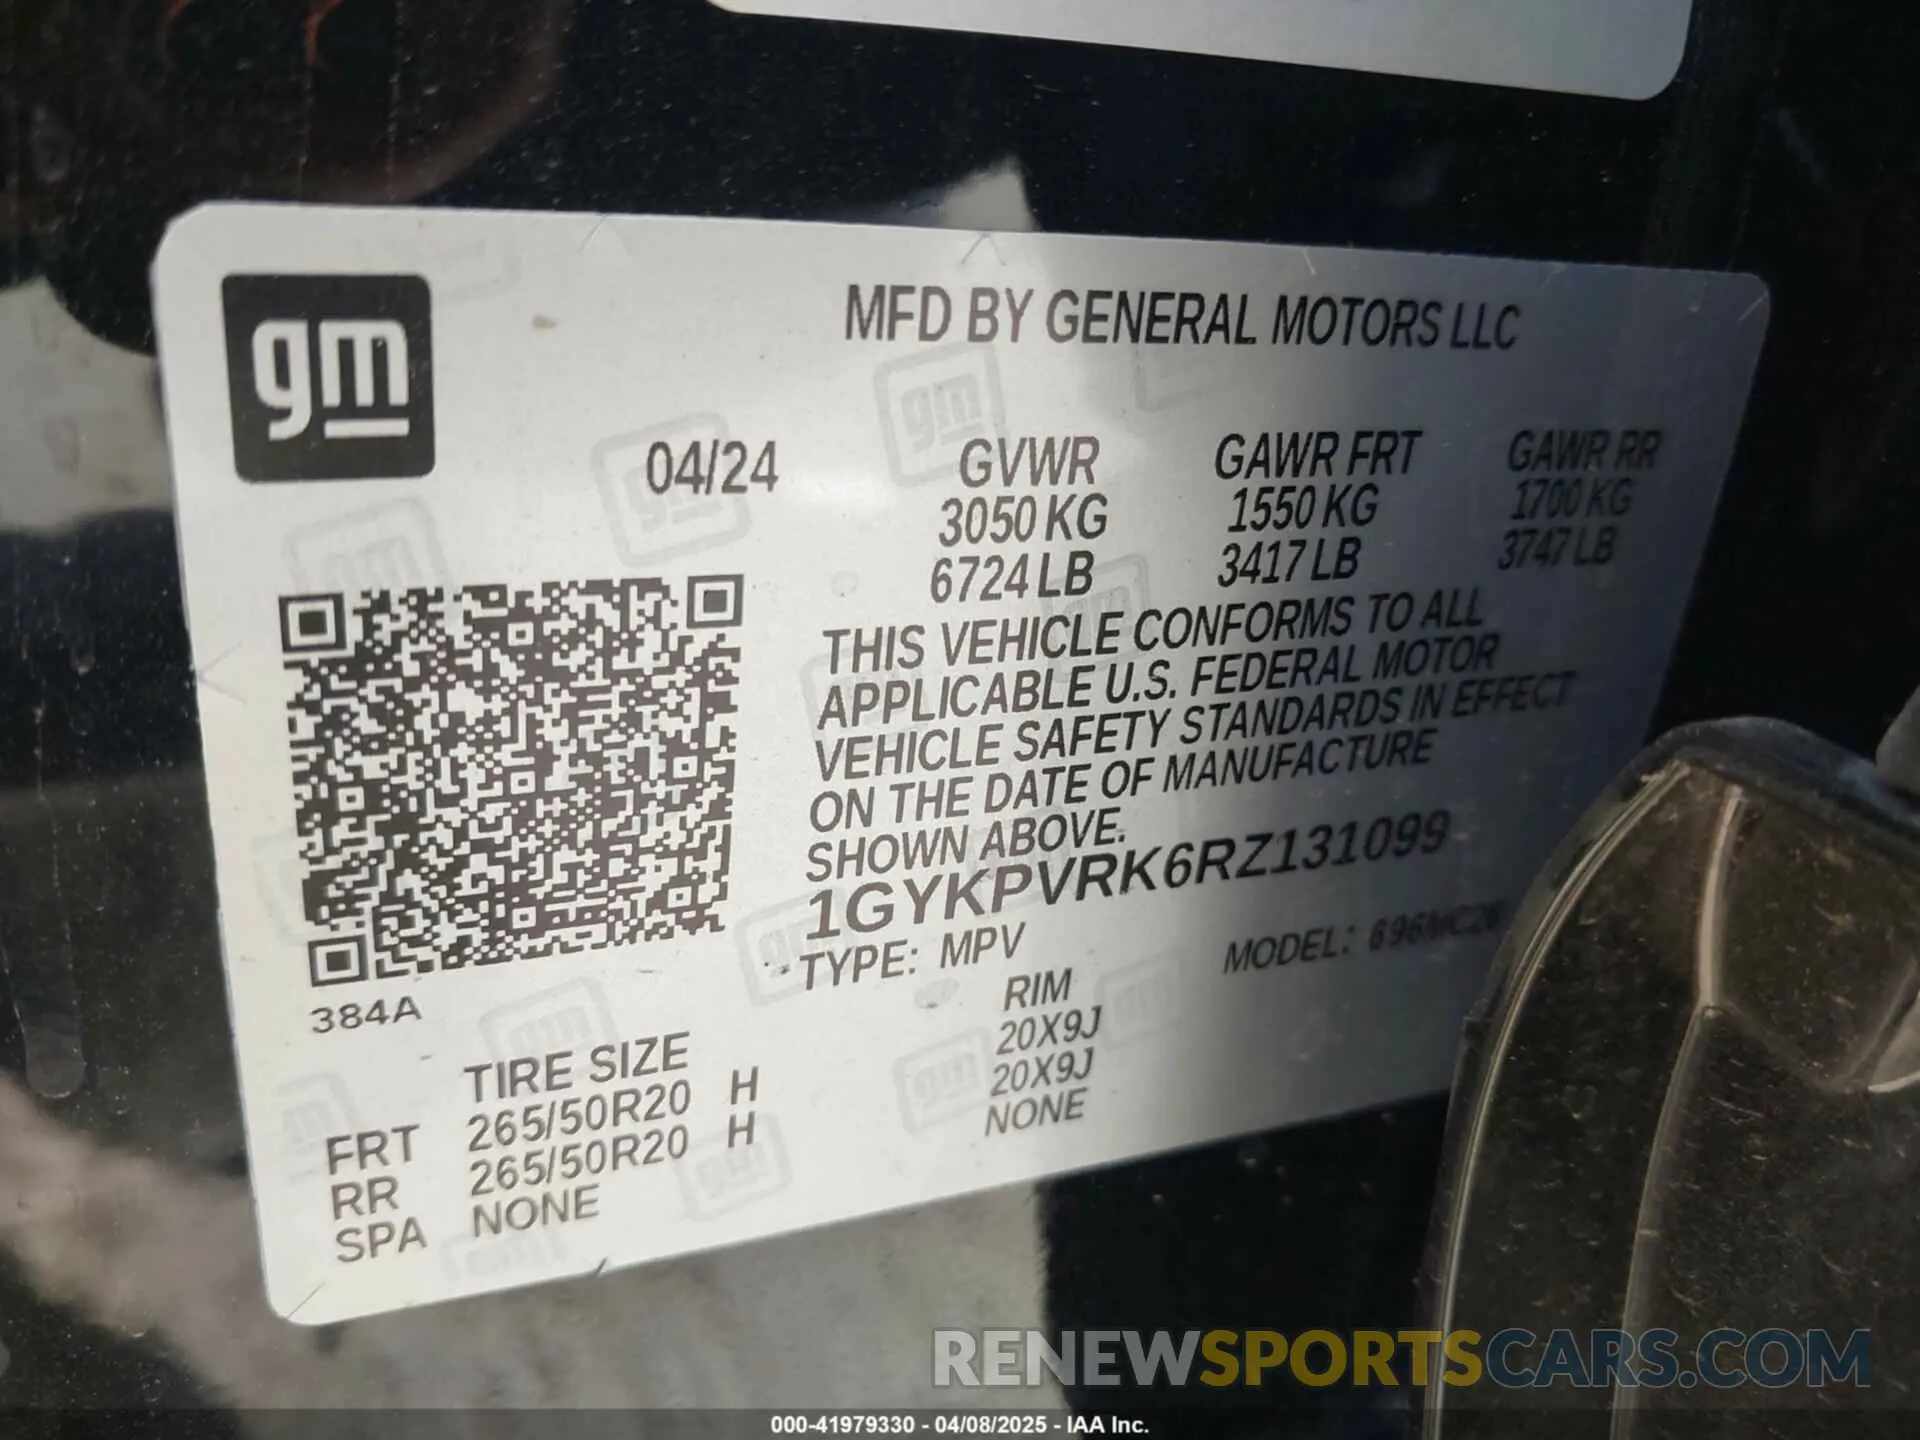 gm
MFD BY GENERAL MOTORS LLC
04/24 GVWR GAWR FRT GAWR RR
3050 KG 1550 KG 1700 KG
6724 LB 3417 LB 3747 LB
THIS VEHICLE CONFORMS TO ALL
APPLICABLE U.S. FEDERAL MOTOR
VEHICLE SAFETY STANDARDS IN EFFECT
ON THE DATE OF MANUFACTURE
SHOWN ABOVE.
1GYKPVRK6RZ131099
TYPE: MPV MODEL: 696MC26
384A
TIRE SIZE RIM
FRT 265/50R20 H 20X9J
RR 265/50R20 H 20X9J
SPA NONE NONE
RENEWSPORTSCARS.COM
000-41979330 - 04/08/2025 - IAA Inc.